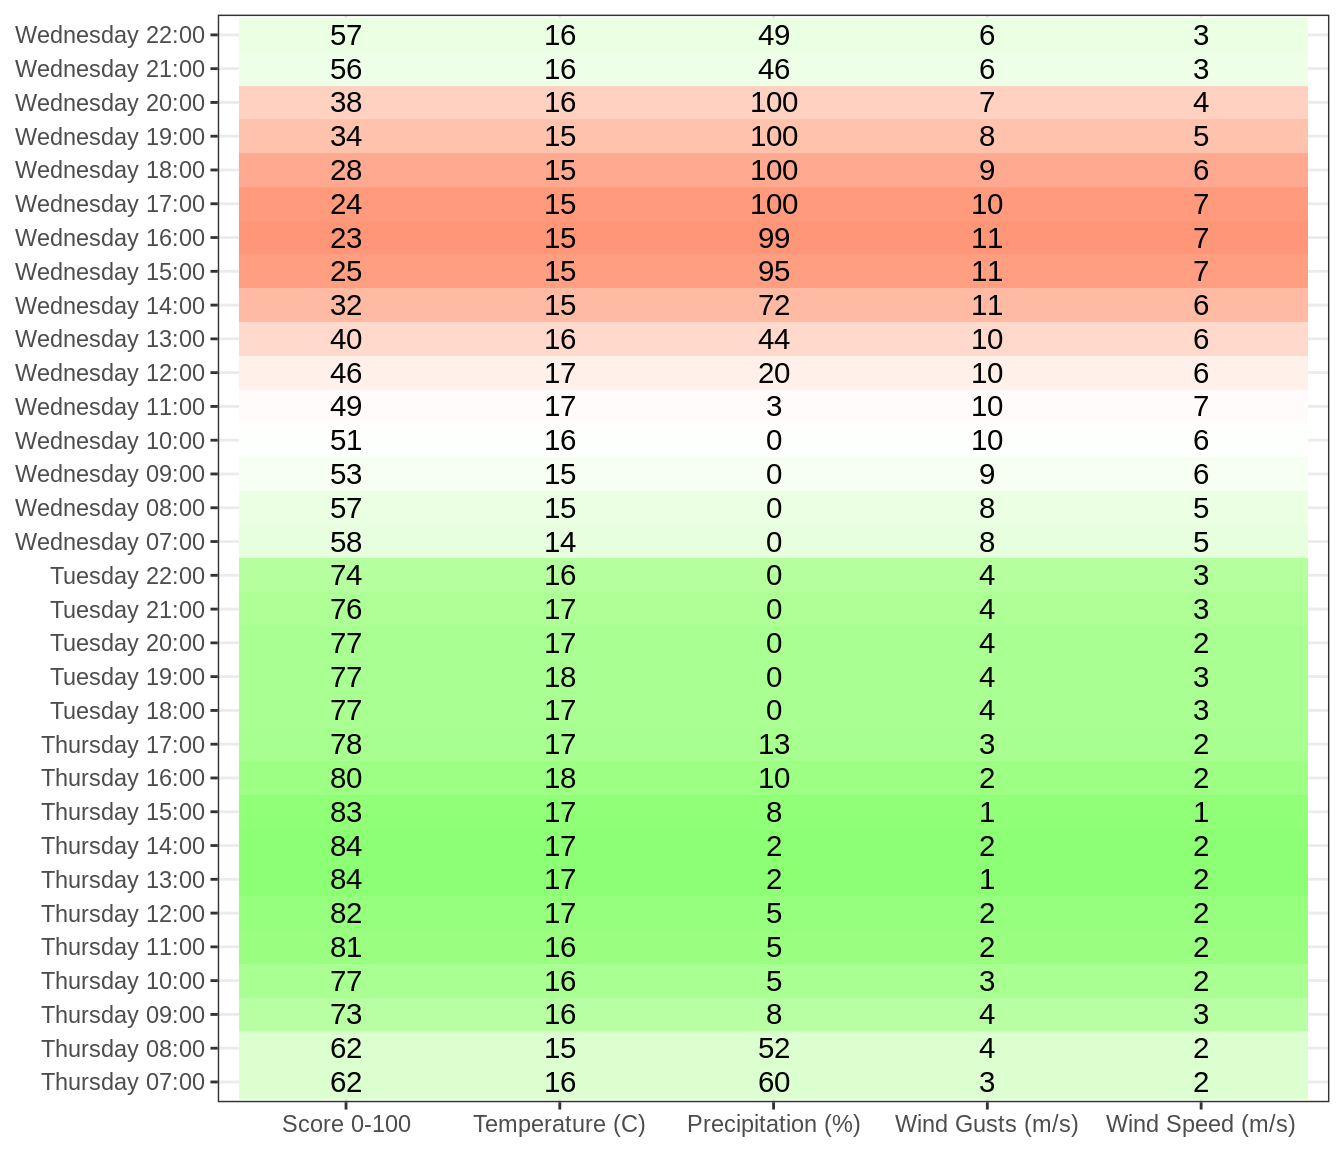 Wednesday 22:00 57 16 49 6 3
Wednesday 21:00 56 16 46 6 3
Wednesday 20:00 38 16 100 7 4
Wednesday 19:00 34 15 100 8 5
Wednesday 18:00 28 15 100 9 6
Wednesday 17:00 24 15 100 10 7
Wednesday 16:00 23 15 99 11 7
Wednesday 15:00 25 15 95 11 7
Wednesday 14:00 32 15 72 11 6
Wednesday 13:00 40 16 44 10 6
Wednesday 12:00 46 17 20 10 6
Wednesday 11:00 49 17 3 10 7
Wednesday 10:00 51 16 0 10 6
Wednesday 09:00 53 15 0 9 6
Wednesday 08:00 57 15 0 8 5
Wednesday 07:00 58 14 0 8 5
Tuesday 22:00 74 16 0 4 3
Tuesday 21:00 76 17 0 4 3
Tuesday 20:00 77 17 0 4 2
Tuesday 19:00 77 18 0 4 3
Tuesday 18:00 77 17 0 4 3
Thursday 17:00 78 17 13 3 2
Thursday 16:00 80 18 10 2 2
Thursday 15:00 83 17 8 1 1
Thursday 14:00 84 17 2 2 2
Thursday 13:00 84 17 2 1 2
Thursday 12:00 82 17 5 2 2
Thursday 11:00 81 16 5 2 2
Thursday 10:00 77 16 5 3 2
Thursday 09:00 73 16 8 4 3
Thursday 08:00 62 15 52 4 2
Thursday 07:00 62 16 60 3 2
Score 0-100 Temperature (C) Precipitation (%) Wind Gusts (m/s) Wind Speed (m/s)